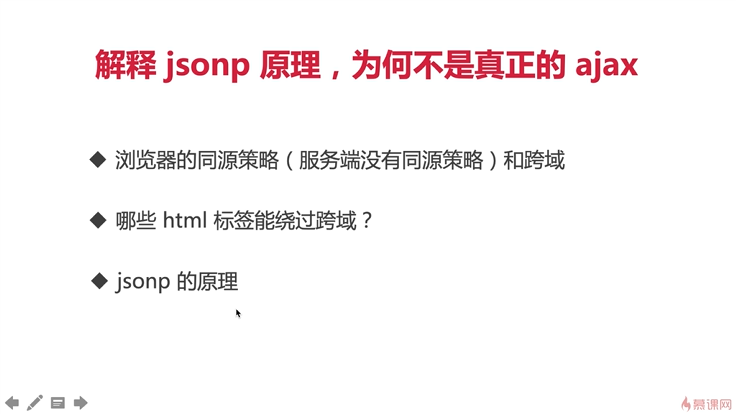 解释 jsonp 原理，为何不是真正的 ajax
浏览器的同源策略（服务端没有同源策略）和跨域
哪些 html 标签能绕过跨域？
jsonp 的原理
慕课网